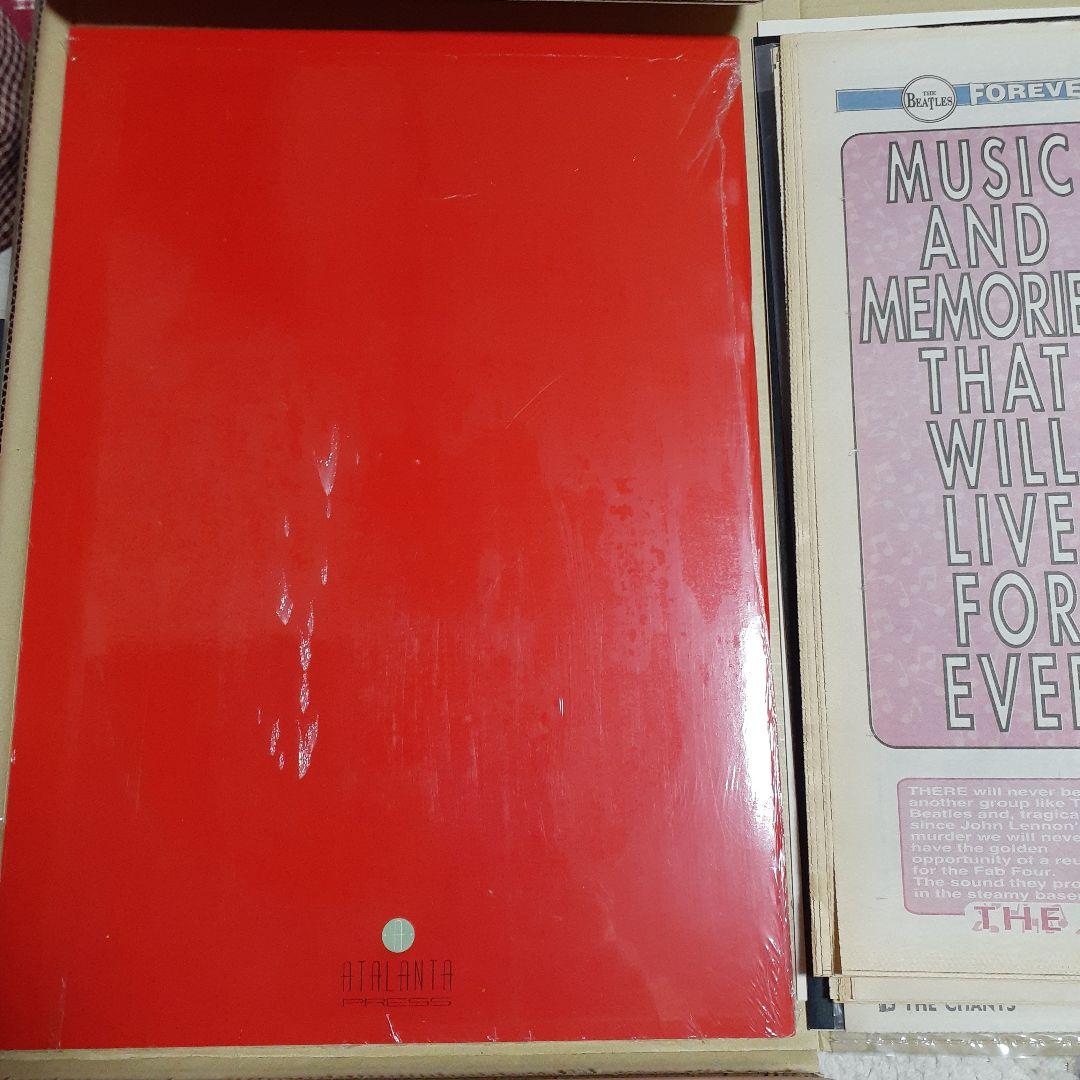 ATALANTA
PRESS
THE
BEATLES
FOREVE
MUSIC
AND
MEMORIE
THAT
WILL
LIVE
FOR
EVER
THERE will never be
another group like T
Beatles and, tragica
since John Lennon'
murder we will neve
have the golden
opportunity of a reu
for the Fab Four.
The sound they pro
in the steamy base
THE
THE CHANTS